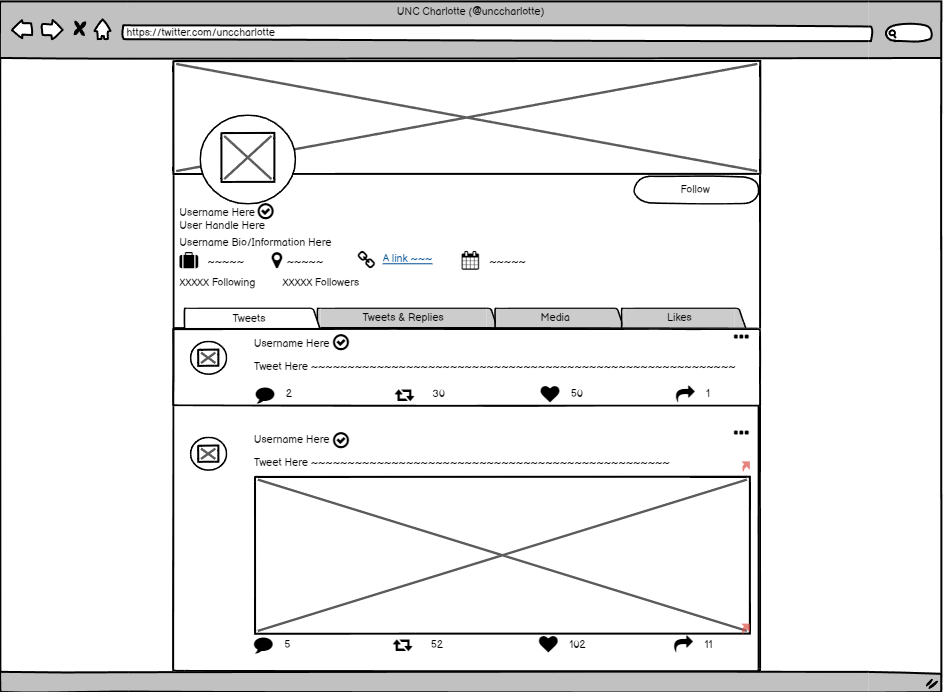 UNC Charlotte (@unccharlotte)
https://twitter.com/unccharlotte
Follow
Username Here
User Handle Here
Username Bio/Information Here
~~~~~ ~~~~~ A link ~~~ ~~~~~
XXXXX Following XXXXX Followers
Tweets Tweets & Replies Media Likes
Username Here
Tweet Here ~~~~~~~~~~~~~~~~~~~~~~~~~~~~~~~~~~~~~~~~~~~~~~~~~~~~~~~~~~~
2 30 50 1
Username Here
Tweet Here ~~~~~~~~~~~~~~~~~~~~~~~~~~~~~~~~~~~~~~~~~~~~~~~~~~
5 52 102 11